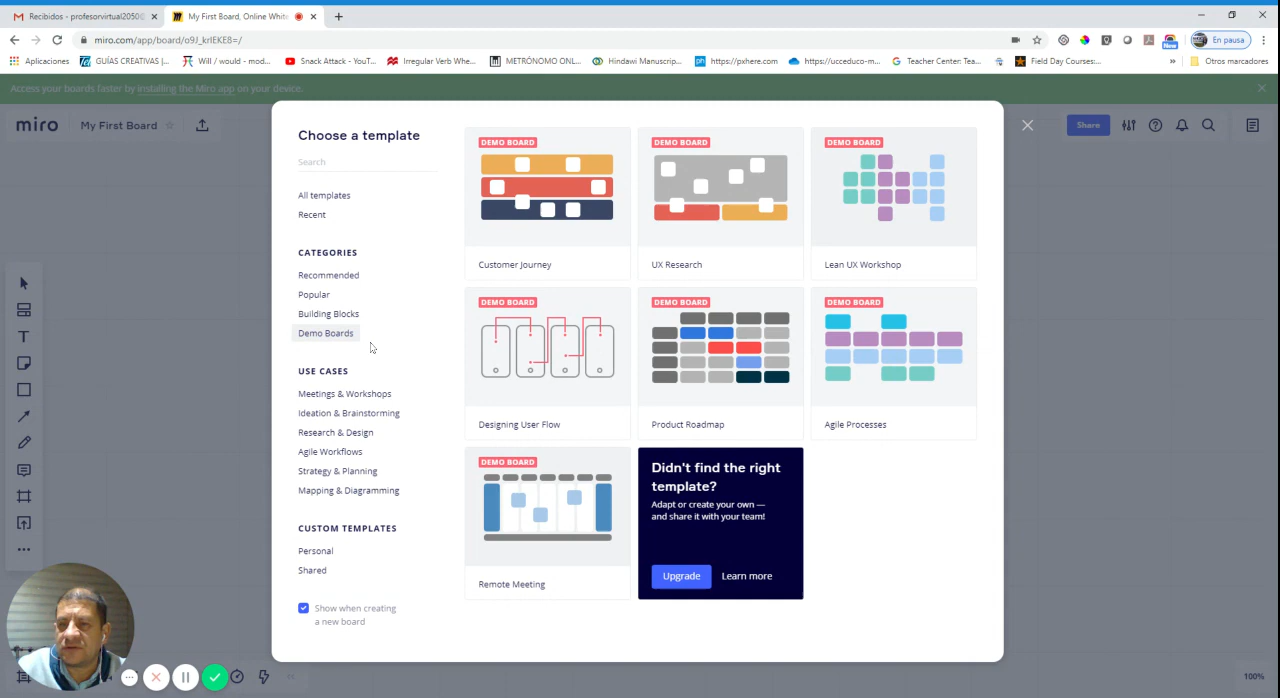 Recibidos - profesorvirtual2050@
My First Board, Online White
miro.com/app/board/o9J_krIEKE8=/
New
En pausa
Aplicaciones
GUÍAS CREATIVAS |...
Will / would - mod...
Snack Attack - YouT...
Irregular Verb Whe...
METRÓNOMO ONL...
Hindawi Manuscrip...
https://pxhere.com
https://ucceduco-m...
Teacher Center: Tea...
Field Day Courses:...
Otros marcadores
Access your boards faster by installing the Miro app on your device.
miro
My First Board
Share
Choose a template
Search
All templates
Recent
CATEGORIES
Recommended
Popular
Building Blocks
Demo Boards
USE CASES
Meetings & Workshops
Ideation & Brainstorming
Research & Design
Agile Workflows
Strategy & Planning
Mapping & Diagramming
CUSTOM TEMPLATES
Personal
Shared
Show when creating
a new board
DEMO BOARD
Customer Journey
DEMO BOARD
UX Research
DEMO BOARD
Lean UX Workshop
DEMO BOARD
Designing User Flow
DEMO BOARD
Product Roadmap
DEMO BOARD
Agile Processes
DEMO BOARD
Remote Meeting
Didn't find the right
template?
Adapt or create your own —
and share it with your team!
Upgrade
Learn more
100%